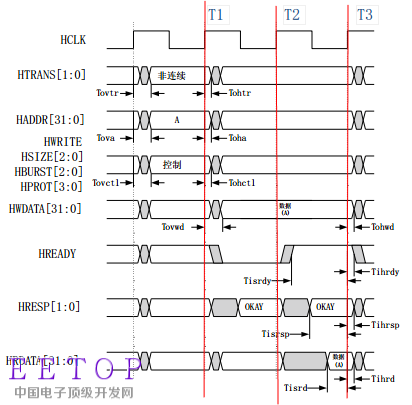 T1 T2 T3
HCLK
HTRANS[1:0] 非连续
Tovtr Tohtr
HADDR[31:0] A
Tova Toha
HWRITE
HSIZE[2:0] 控制
HBURST[2:0]
Tovctl Tohctl
HPROT[3:0]
HWDATA[31:0] 数据
(A)
Tovwd Tohwd
HREADY
Tisrdy Tihrdy
HRESP[1:0] OKAY OKAY
Tisrsp Tihrsp
HRDATA[31:0] 数据
(A)
EETOP
Tisrd Tihrd
中国电子顶级开发网